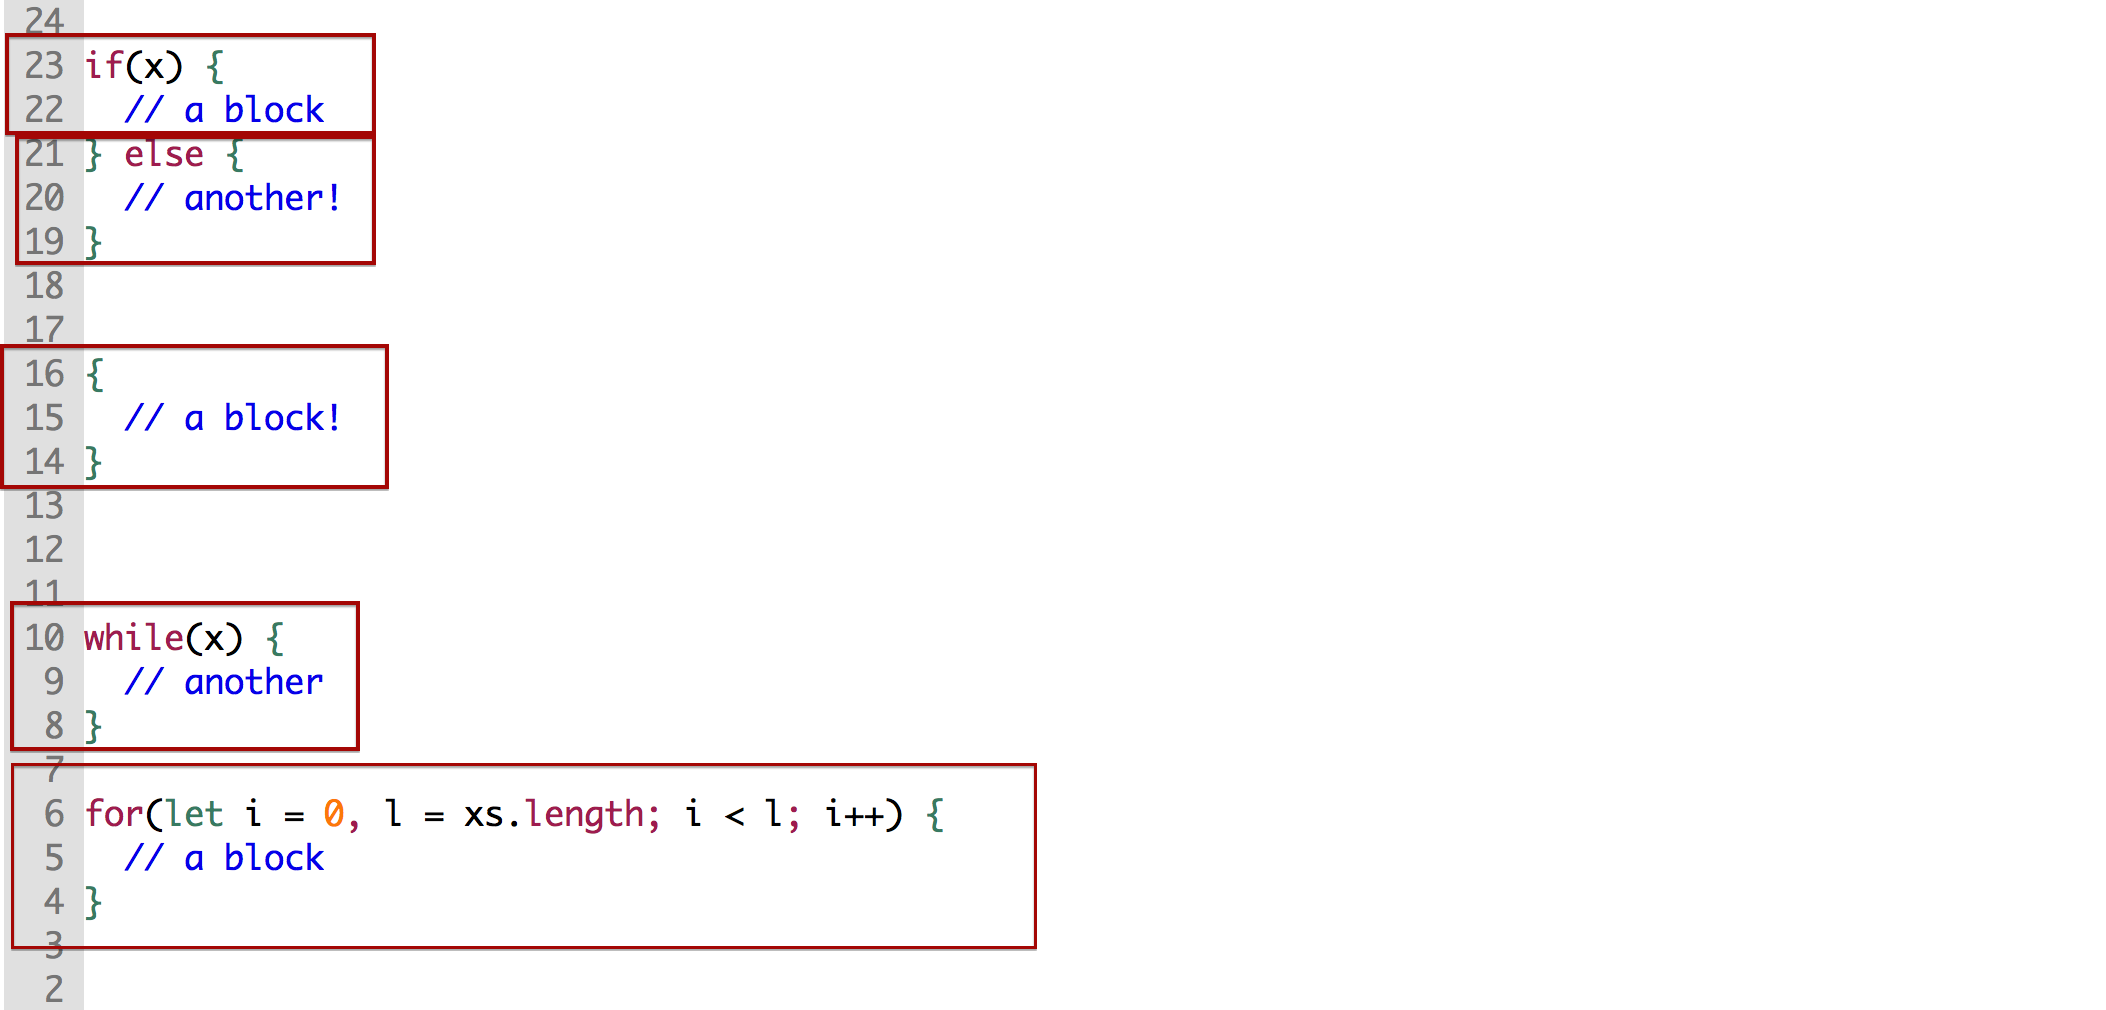 24
23 if(x) {
22   // a block
21 } else {
20   // another!
19 }
18
17
16 {
15   // a block!
14 }
13
12
11
10 while(x) {
9   // another
8 }
7
6 for(let i = 0, l = xs.length; i < l; i++) {
5   // a block
4 }
3
2